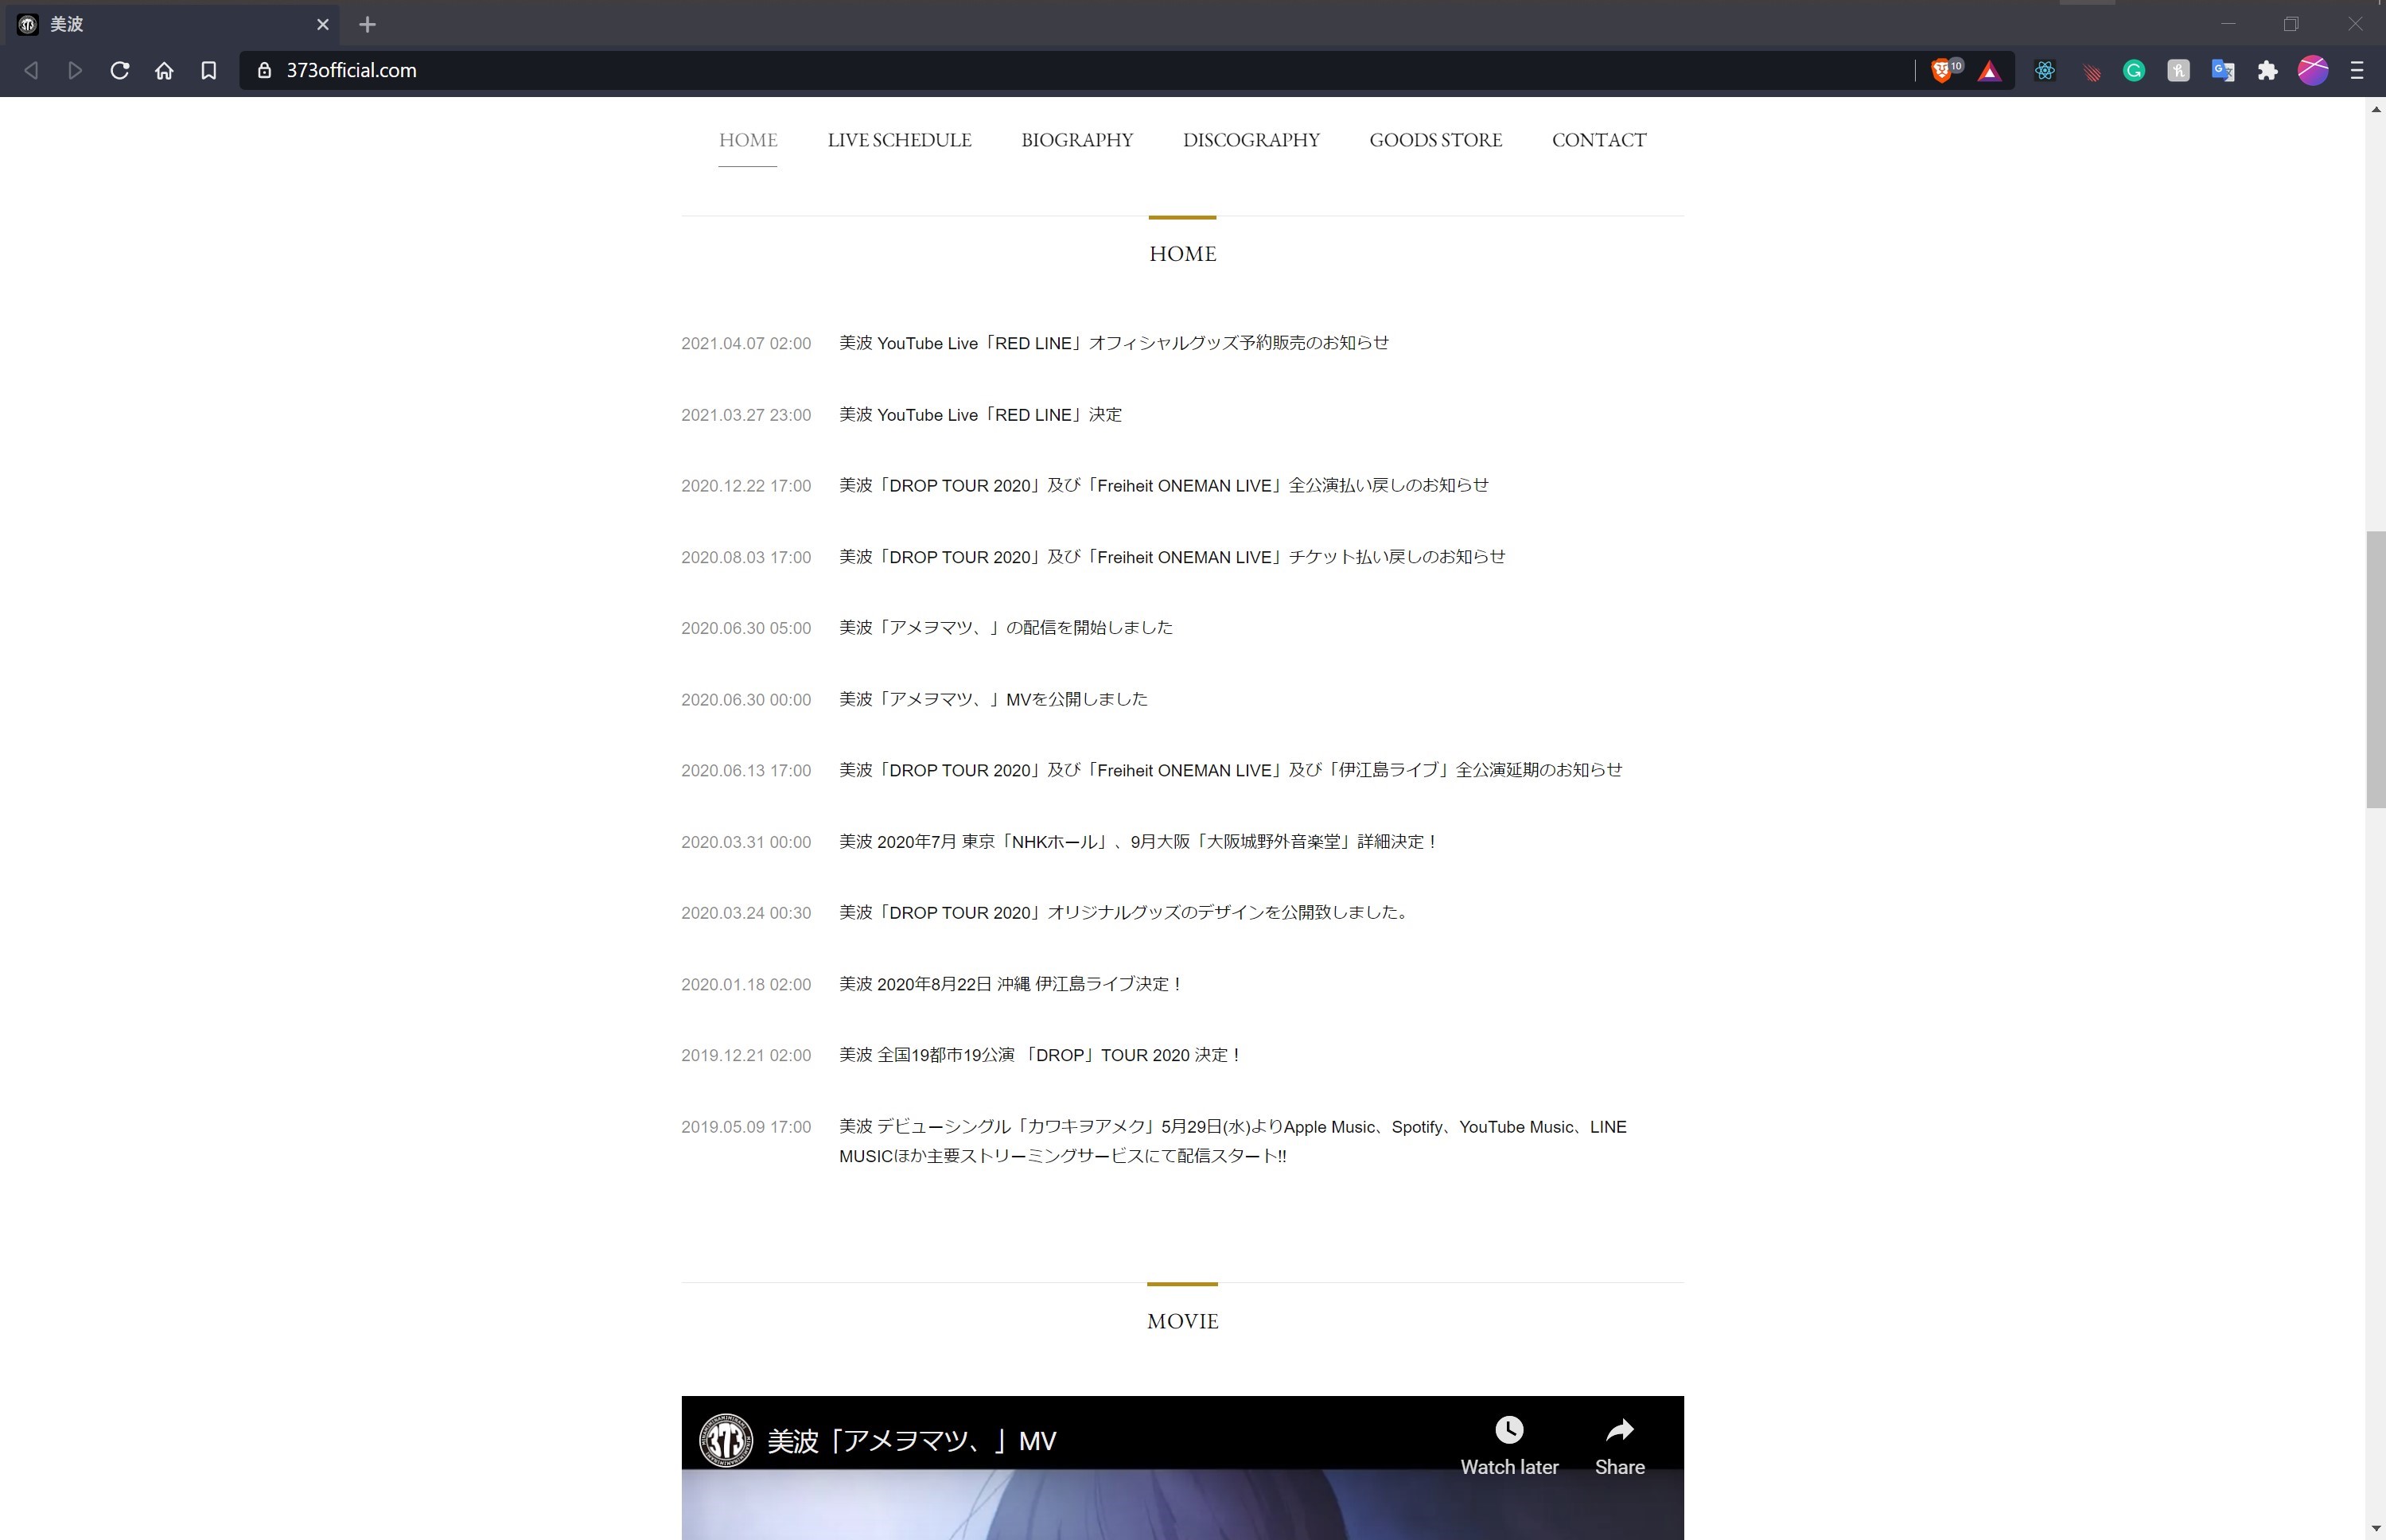 美波
373official.com
10
HOME LIVE SCHEDULE BIOGRAPHY DISCOGRAPHY GOODS STORE CONTACT
HOME
2021.04.07 02:00 美波 YouTube Live「RED LINE」オフィシャルグッズ予約販売のお知らせ
2021.03.27 23:00 美波 YouTube Live「RED LINE」決定
2020.12.22 17:00 美波「DROP TOUR 2020」及び「Freiheit ONEMAN LIVE」全公演払い戻しのお知らせ
2020.08.03 17:00 美波「DROP TOUR 2020」及び「Freiheit ONEMAN LIVE」チケット払い戻しのお知らせ
2020.06.30 05:00 美波「アメヲマツ、」の配信を開始しました
2020.06.30 00:00 美波「アメヲマツ、」MVを公開しました
2020.06.13 17:00 美波「DROP TOUR 2020」及び「Freiheit ONEMAN LIVE」及び「伊江島ライブ」全公演延期のお知らせ
2020.03.31 00:00 美波 2020年7月 東京「NHKホール」、9月大阪「大阪城野外音楽堂」詳細決定！
2020.03.24 00:30 美波「DROP TOUR 2020」オリジナルグッズのデザインを公開致しました。
2020.01.18 02:00 美波 2020年8月22日 沖縄 伊江島ライブ決定！
2019.12.21 02:00 美波 全国19都市19公演 「DROP」TOUR 2020 決定！
2019.05.09 17:00 美波 デビューシングル「カワキヲアメク」5月29日(水)よりApple Music、Spotify、YouTube Music、LINE
MUSICほか主要ストリーミングサービスにて配信スタート!!
MOVIE
373 美波「アメヲマツ、」MV
Watch later Share